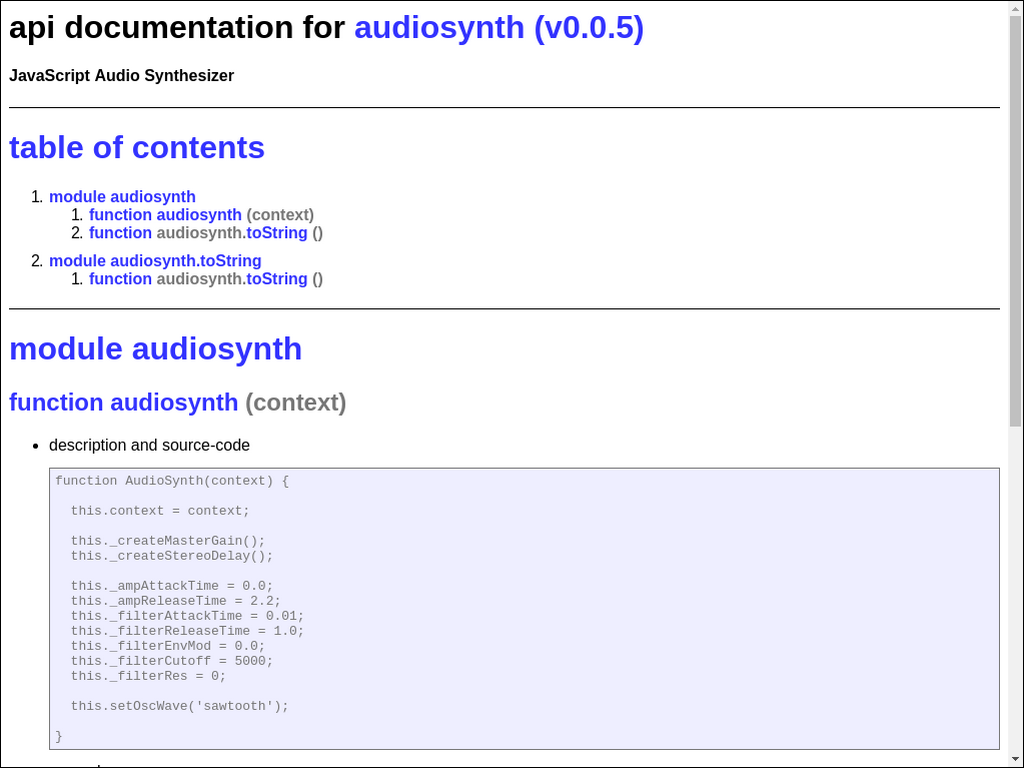 api documentation for audiosynth (v0.0.5)
JavaScript Audio Synthesizer
table of contents
1. module audiosynth
1. function audiosynth (context)
2. function audiosynth.toString ()
2. module audiosynth.toString
1. function audiosynth.toString ()
module audiosynth
function audiosynth (context)
• description and source-code
function AudioSynth(context) {
this.context = context;
this._createMasterGain();
this._createStereoDelay();
this._ampAttackTime = 0.0;
this._ampReleaseTime = 2.2;
this._filterAttackTime = 0.01;
this._filterReleaseTime = 1.0;
this._filterEnvMod = 0.0;
this._filterCutoff = 5000;
this._filterRes = 0;
this.setOscWave('sawtooth');
}